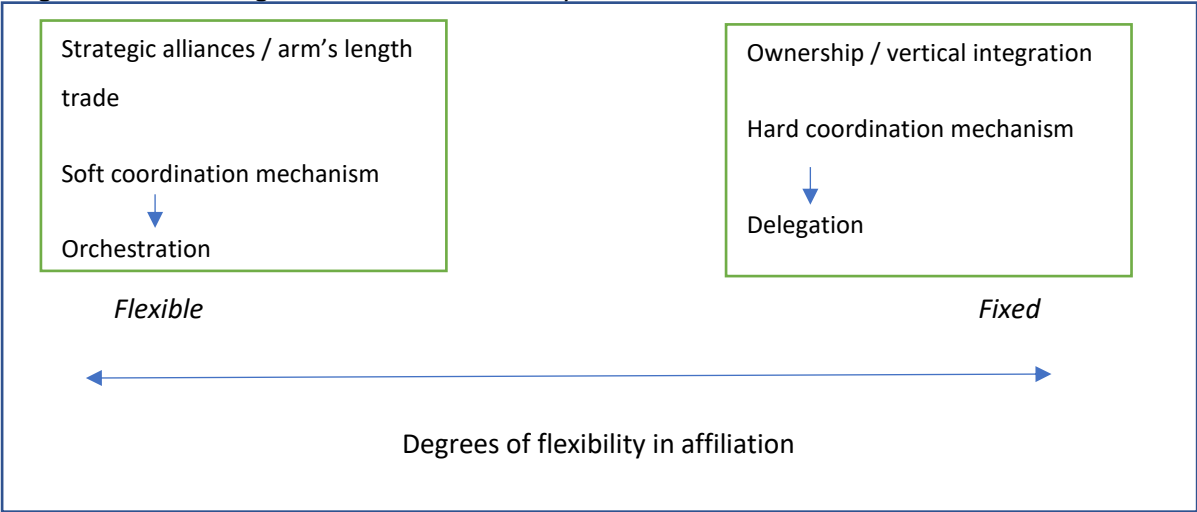 Strategic alliances / arm's length
trade
Soft coordination mechanism
Orchestration
Ownership / vertical integration
Hard coordination mechanism
Delegation
Flexible
Fixed
Degrees of flexibility in affiliation